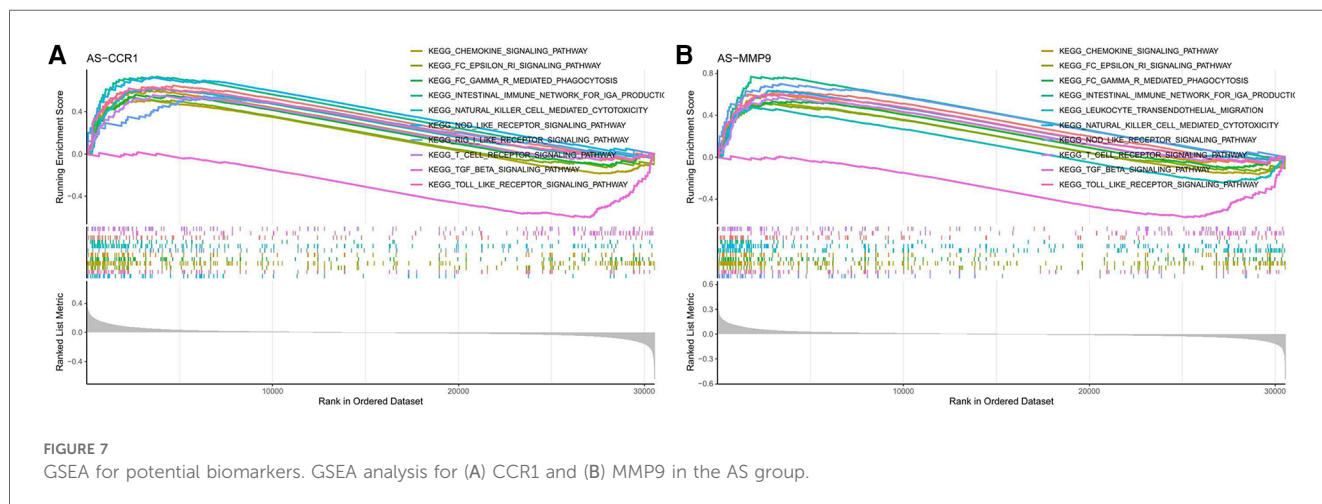 A
AS-CCR1
KEGG_CHEMOKINE_SIGNALING_PATHWAY
KEGG_FC_EPSILON_RI_SIGNALING_PATHWAY
KEGG_FC_GAMMA_R_MEDIATED_PHAGOCYTOSIS
KEGG_INTESTINAL_IMMUNE_NETWORK_FOR_IGA_PRODUCTIO
KEGG_NATURAL_KILLER_CELL_MEDIATED_CYTOTOXICITY
KEGG_NOD_LIKE_RECEPTOR_SIGNALING_PATHWAY
KEGG_RIG_I_LIKE_RECEPTOR_SIGNALING_PATHWAY
KEGG_T_CELL_RECEPTOR_SIGNALING_PATHWAY
KEGG_TGF_BETA_SIGNALING_PATHWAY
KEGG_TOLL_LIKE_RECEPTOR_SIGNALING_PATHWAY
Running Enrichment Score
0.8
0.4
0.0
-0.4
Ranked List Metric
0.4
0.0
-0.4
10000
20000
30000
Rank in Ordered Dataset
B
AS-MMP9
KEGG_CHEMOKINE_SIGNALING_PATHWAY
KEGG_FC_EPSILON_RI_SIGNALING_PATHWAY
KEGG_FC_GAMMA_R_MEDIATED_PHAGOCYTOSIS
KEGG_INTESTINAL_IMMUNE_NETWORK_FOR_IGA_PRODUCTIO
KEGG_LEUKOCYTE_TRANSENDOTHELIAL_MIGRATION
KEGG_NATURAL_KILLER_CELL_MEDIATED_CYTOTOXICITY
KEGG_NOD_LIKE_RECEPTOR_SIGNALING_PATHWAY
KEGG_T_CELL_RECEPTOR_SIGNALING_PATHWAY
KEGG_TGF_BETA_SIGNALING_PATHWAY
KEGG_TOLL_LIKE_RECEPTOR_SIGNALING_PATHWAY
Running Enrichment Score
0.8
0.4
0.0
-0.4
Ranked List Metric
0.6
0.3
0.0
-0.3
-0.6
10000
20000
30000
Rank in Ordered Dataset
FIGURE 7
GSEA for potential biomarkers. GSEA analysis for (A) CCR1 and (B) MMP9 in the AS group.